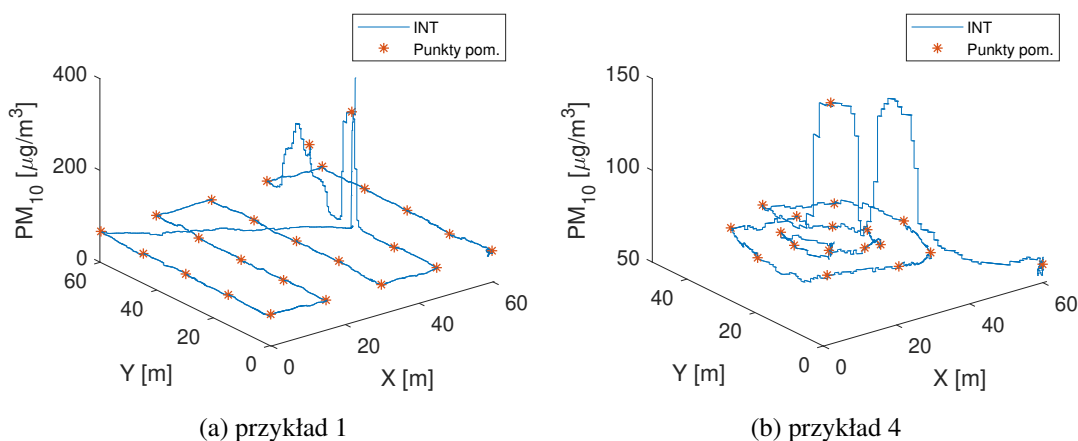 INT
Punkty pom.
400
200
0
PM10 [μg/m3]
60
40
20
0
Y [m]
0
20
40
60
X [m]
(a) przykład 1
INT
Punkty pom.
150
100
50
PM10 [μg/m3]
40
20
0
Y [m]
0
20
40
60
X [m]
(b) przykład 4